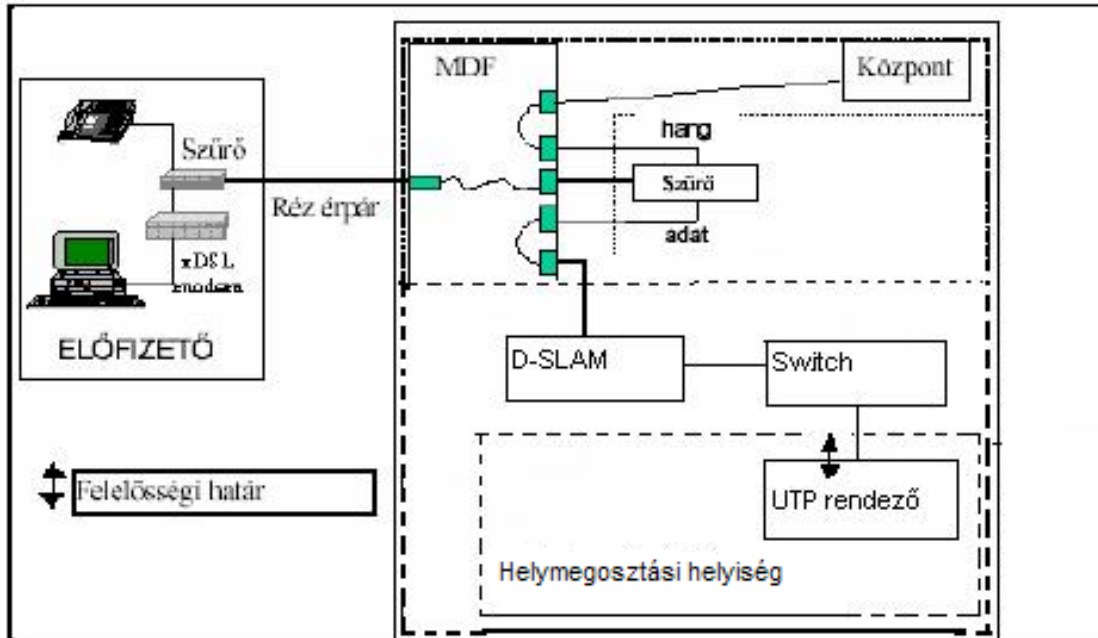 MDF
Központ
hang
Szűrő
Szűrő
Réz érpár
adat
xDSL
modem
ELŐFIZETŐ
D-SLAM
Switch
Felelősségi határ
UTP rendező
Helymegosztási helyiség